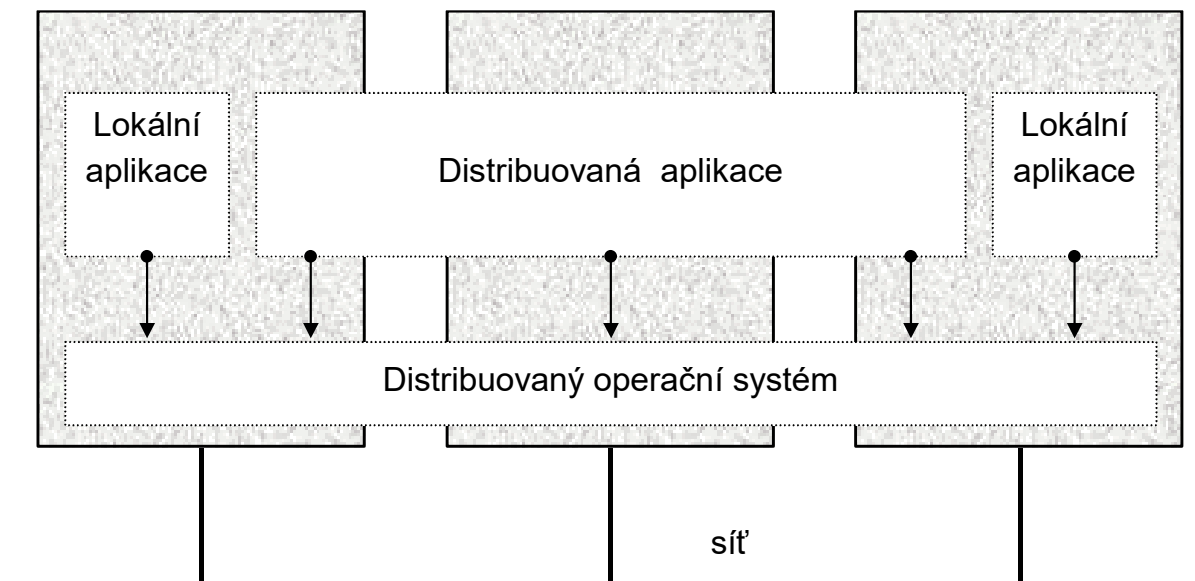 Lokální
aplikace
Distribuovaná aplikace
Lokální
aplikace
Distribuovaný operační systém
síť